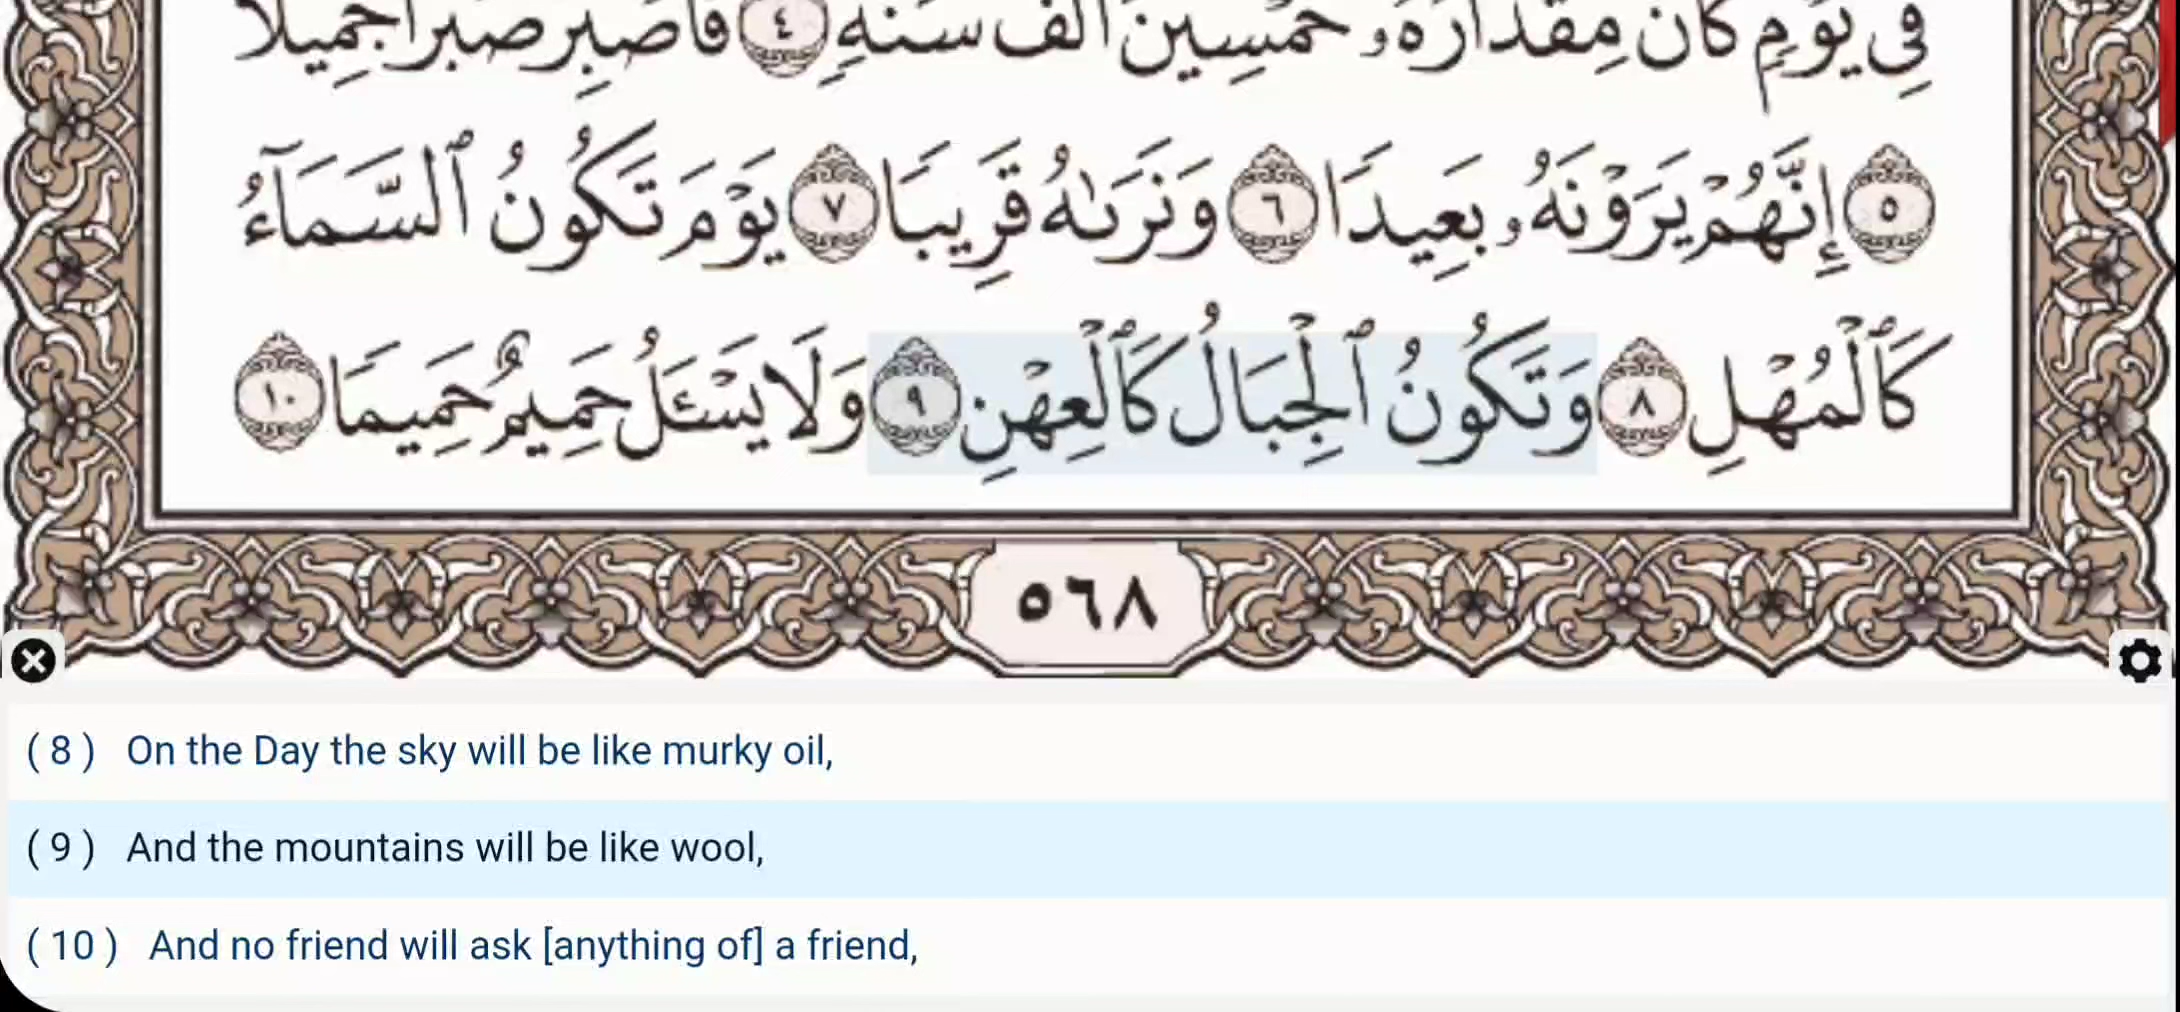 فِى يَوْمٍ كَانَ مِقْدَارُهُۥ خَمْسِينَ أَلْفَ سَنَةٍ ٤ فَٱصْبِرْ صَبْرًا جَمِيلًا
٥ إِنَّهُمْ يَرَوْنَهُۥ بَعِيدًا ٦ وَنَرَىٰهُ قَرِيبًا ٧ يَوْمَ تَكُونُ ٱلسَّمَآءُ
كَٱلْمُهْلِ ٨ وَتَكُونُ ٱلْجِبَالُ كَٱلْعِهْنِ ٩ وَلَا يَسْـَٔلُ حَمِيمٌ حَمِيمًا ١٠
٥٦٨
( 8 ) On the Day the sky will be like murky oil,
( 9 ) And the mountains will be like wool,
( 10 ) And no friend will ask [anything of] a friend,